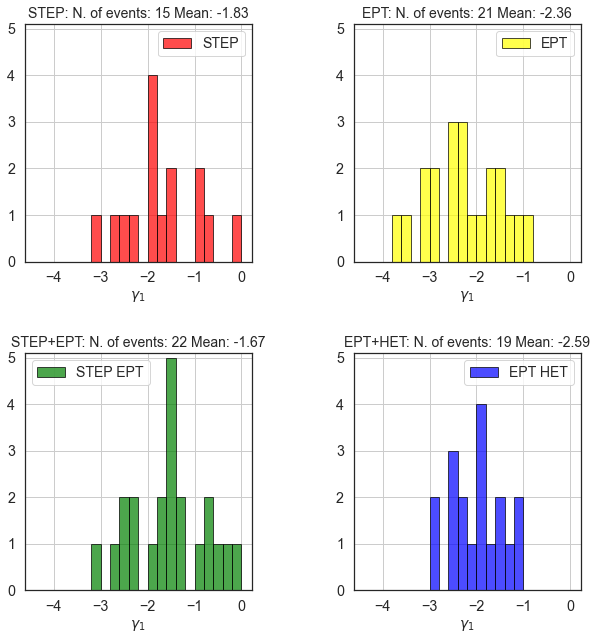 STEP: N. of events: 15 Mean: -1.83
5
4
3
2
1
0
STEP
−4 −3 −2 −1 0
γ₁
EPT: N. of events: 21 Mean: -2.36
5
4
3
2
1
0
EPT
−4 −3 −2 −1 0
γ₁
STEP+EPT: N. of events: 22 Mean: -1.67
5
4
3
2
1
0
STEP EPT
−4 −3 −2 −1 0
γ₁
EPT+HET: N. of events: 19 Mean: -2.59
5
4
3
2
1
0
EPT HET
−4 −3 −2 −1 0
γ₁